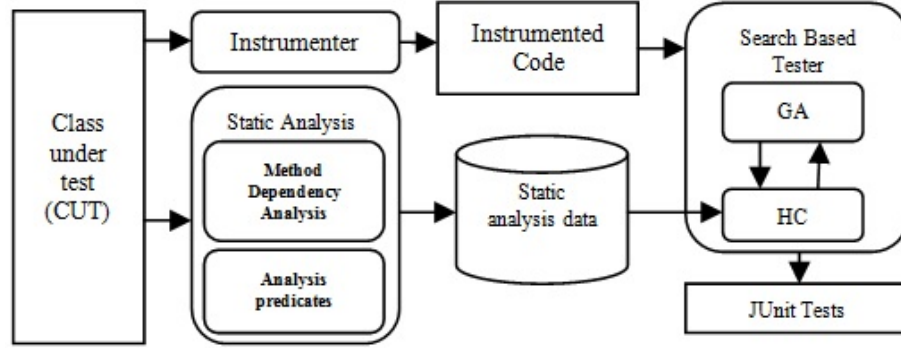 Class
under
test
(CUT)
Instrumenter
Instrumented
Code
Search Based
Tester
GA
HC
Static Analysis
Method
Dependency
Analysis
Analysis
predicates
Static
analysis data
JUnit Tests